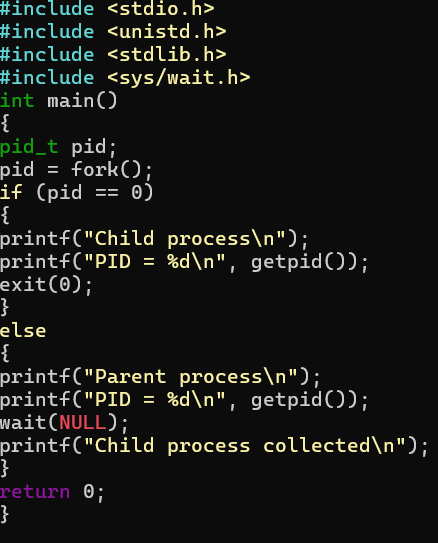 #include <stdio.h>
#include <unistd.h>
#include <stdlib.h>
#include <sys/wait.h>
int main()
{
pid_t pid;
pid = fork();
if (pid == 0)
{
printf("Child process\n");
printf("PID = %d\n", getpid());
exit(0);
}
else
{
printf("Parent process\n");
printf("PID = %d\n", getpid());
wait(NULL);
printf("Child process collected\n");
}
return 0;
}